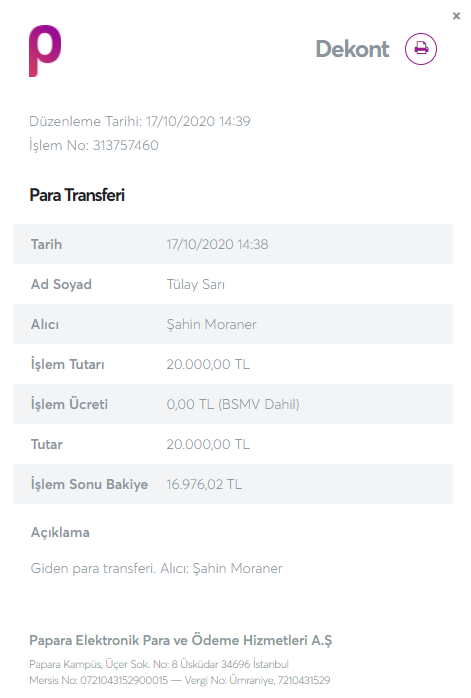 Dekont
Düzenleme Tarihi: 17/10/2020 14:39
İşlem No: 313757460
Para Transferi
Tarih 17/10/2020 14:38
Ad Soyad Tülay Sarı
Alıcı Şahin Moraner
İşlem Tutarı 20.000,00 TL
İşlem Ücreti 0,00 TL (BSMV Dahil)
Tutar 20.000,00 TL
İşlem Sonu Bakiye 16.976,02 TL
Açıklama
Giden para transferi. Alıcı: Şahin Moraner
Papara Elektronik Para ve Ödeme Hizmetleri A.Ş
Papara Kampüs, Üçer Sok. No: 8 Üsküdar 34696 İstanbul
Mersis No: 0721043152900015 — Vergi No: Ümraniye, 7210431529